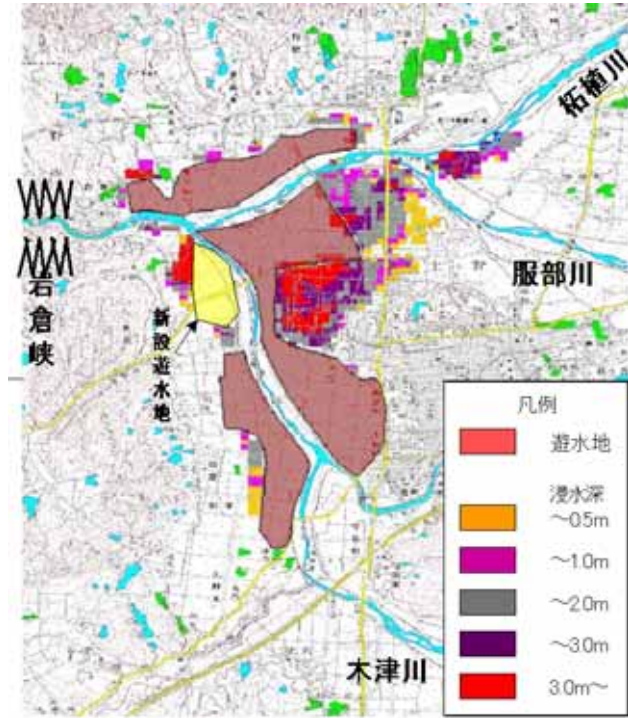 柘植川
服部川
岩倉峡
新設遊水地
木津川
凡例
遊水地
浸水深
～0.5m
～1.0m
～2.0m
～3.0m
3.0m～